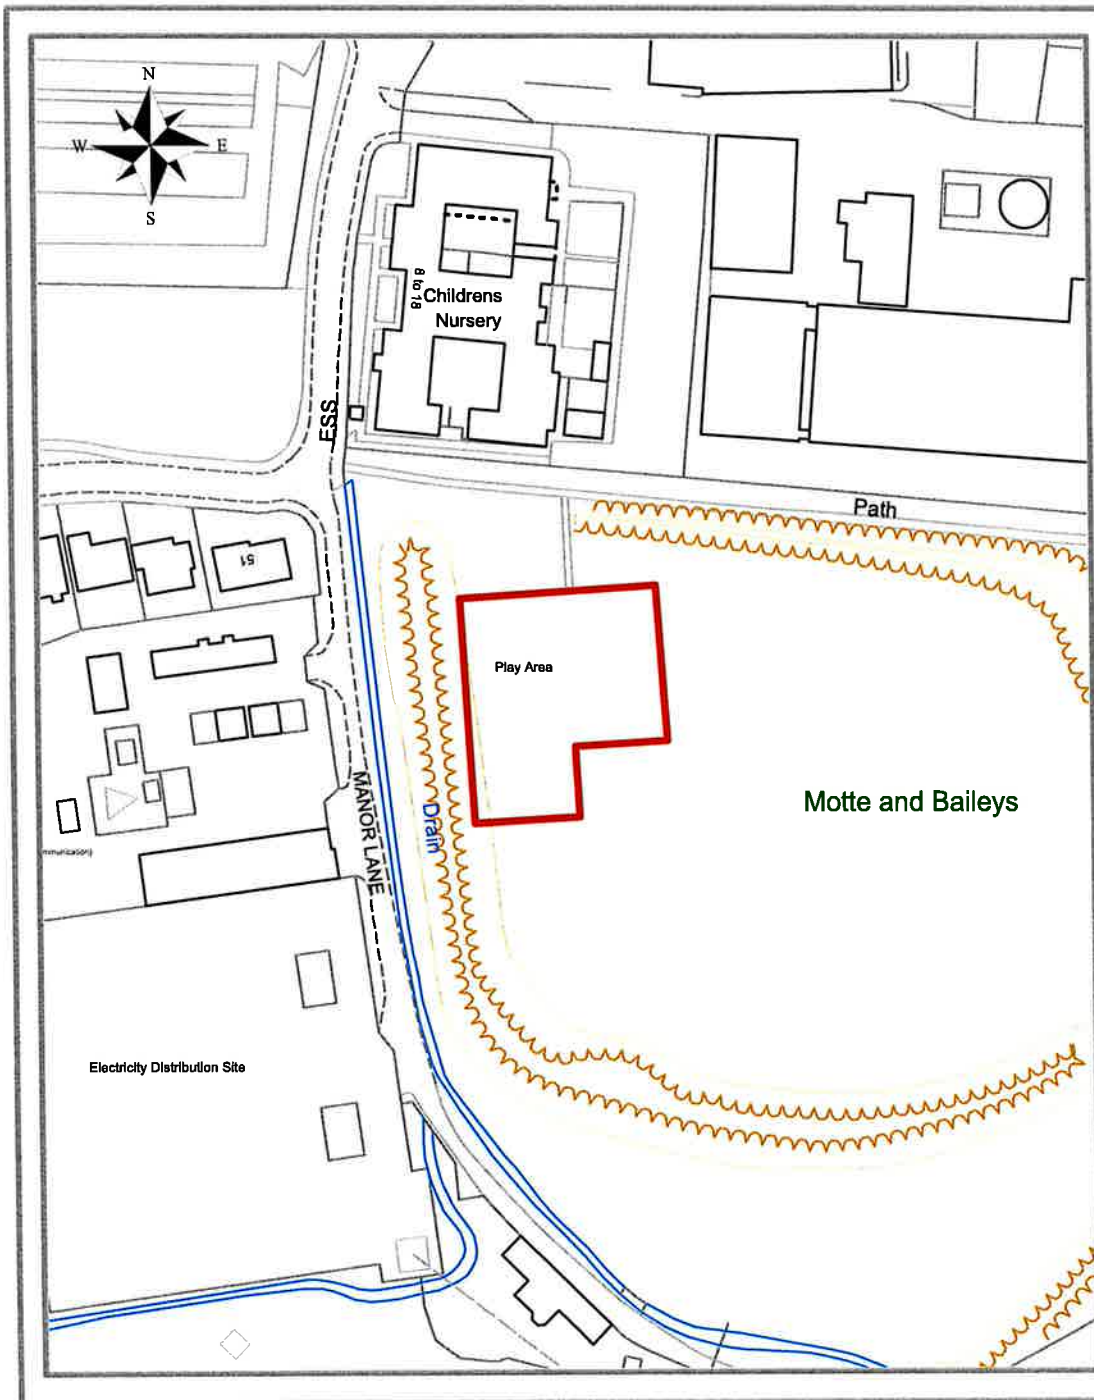 N
W E
S
8 to 18
Childrens
Nursery
ESS
Path
51
Play Area
MANOR LANE
Drain
Motte and Baileys
mmunication)
Electricity Distribution Site